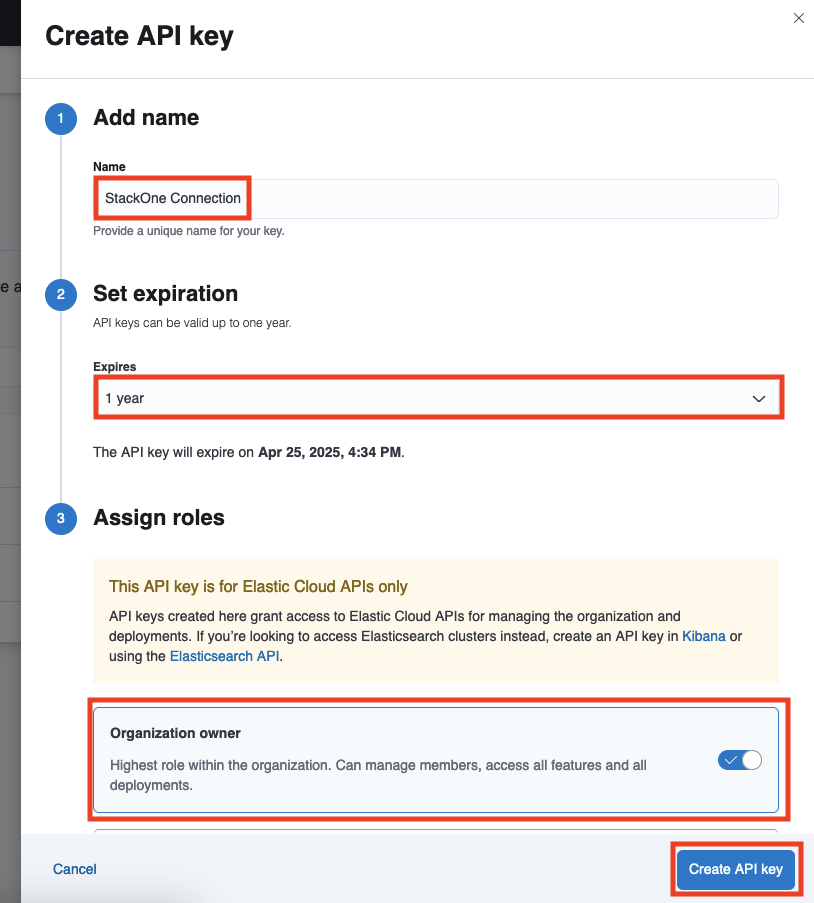 Create API key
1
Add name
Name
StackOne Connection
Provide a unique name for your key.
e a
2
Set expiration
API keys can be valid up to one year.
Expires
1 year
The API key will expire on Apr 25, 2025, 4:34 PM.
3
Assign roles
This API key is for Elastic Cloud APIs only
API keys created here grant access to Elastic Cloud APIs for managing the organization and
deployments. If you’re looking to access Elasticsearch clusters instead, create an API key in Kibana or
using the Elasticsearch API.
Organization owner
Highest role within the organization. Can manage members, access all features and all
deployments.
Cancel
Create API key